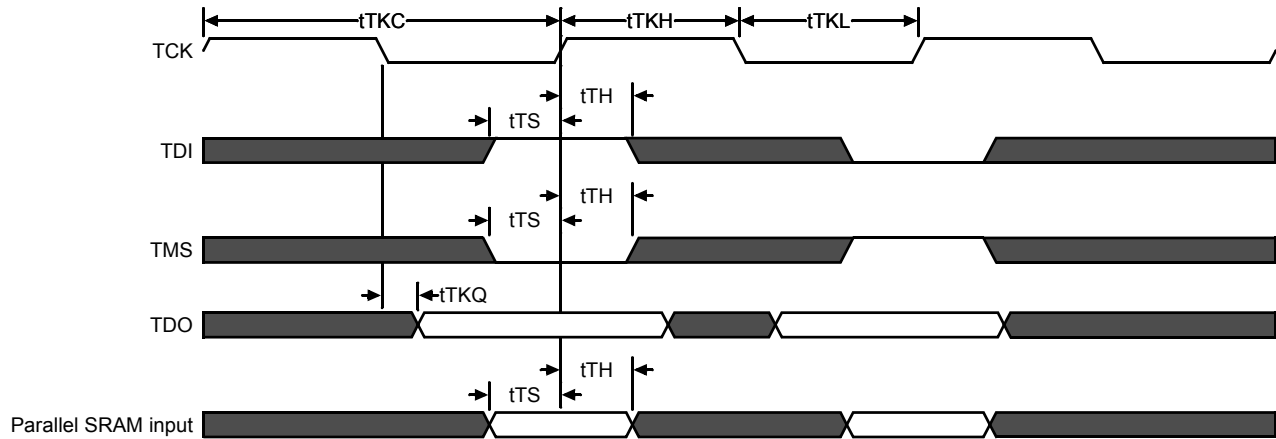 tTKC tTKH tTKL
TCK
tTH
tTS
TDI
tTH
tTS
TMS
tTKQ
TDO
tTH
tTS
Parallel SRAM input